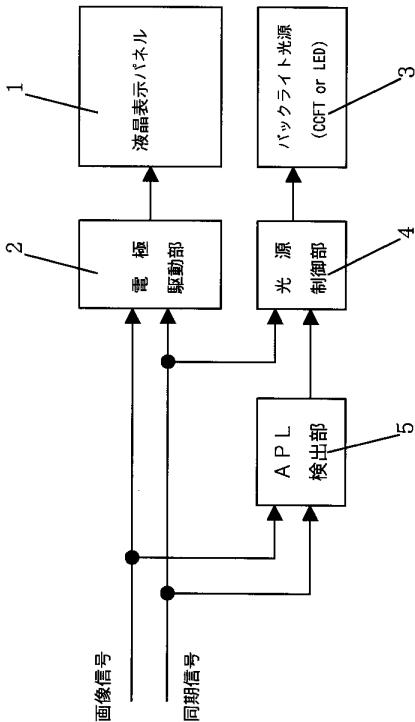 画像信号
同期信号
1
液晶表示パネル
2
電極
駆動部
3
バックライト光源
(CCFT or LED)
4
光源
制御部
5
APL
検出部